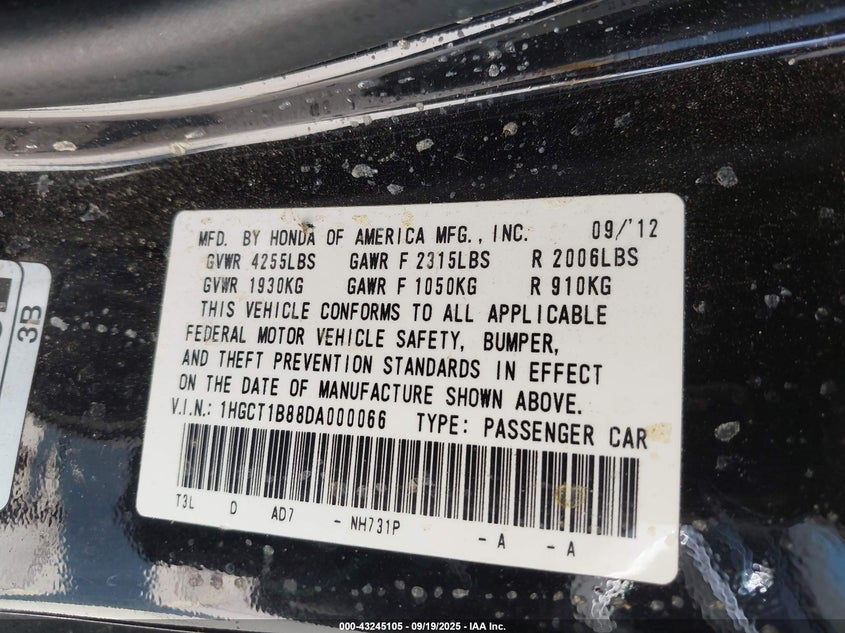 MFD. BY HONDA OF AMERICA MFG., INC. 09/'12
GVWR 4255LBS GAWR F 2315LBS R 2006LBS
GVWR 1930KG GAWR F 1050KG R 910KG
THIS VEHICLE CONFORMS TO ALL APPLICABLE
FEDERAL MOTOR VEHICLE SAFETY, BUMPER,
AND THEFT PREVENTION STANDARDS IN EFFECT
ON THE DATE OF MANUFACTURE SHOWN ABOVE.
V.I.N.: 1HGCT1B88DA000066 TYPE: PASSENGER CAR
T3L D AD7 - NH731P - A - A
3B
000-43245105 - 09/19/2025 - IAA Inc.